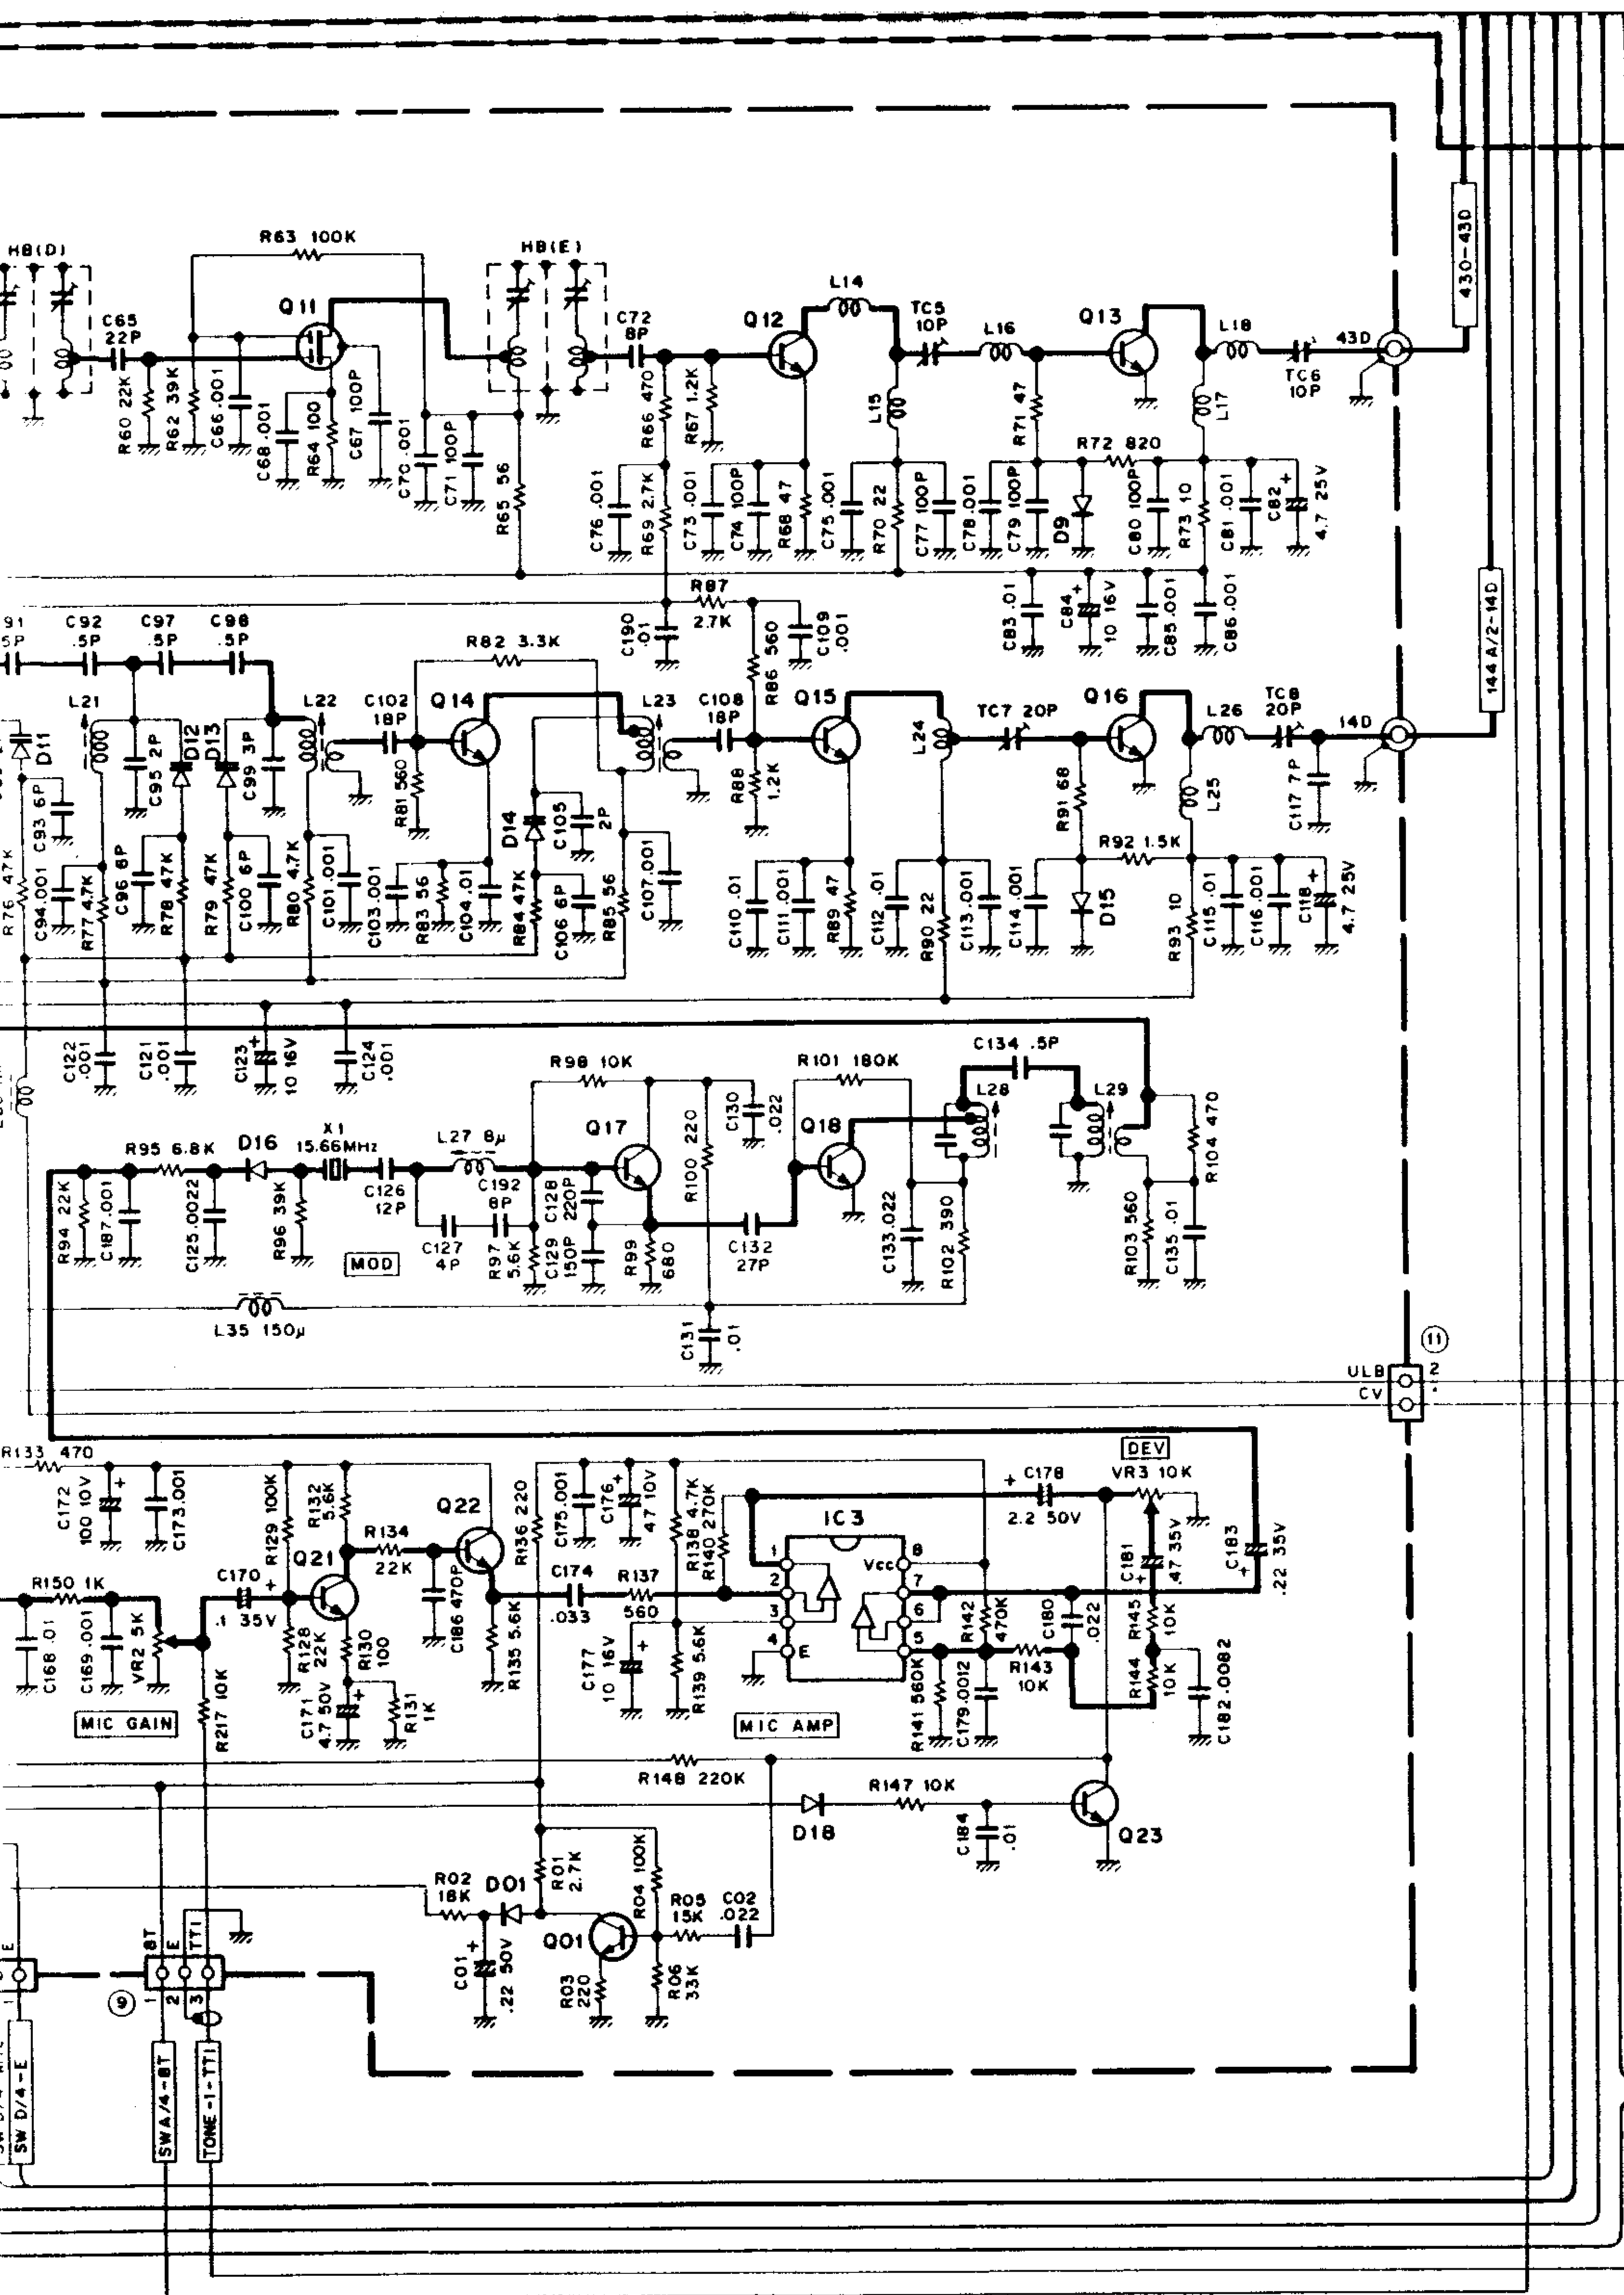 HB(D)
R63 100K
HB(E)
430-43D
Q11
L14
C65
22P
C72
8P
Q12
TC5
10P
L16
Q13
L18
43D
TC6
10P
R60 22K
R62 39K
C66 .001
C68 .001
R64 100
C67 100P
C70 .001
C71 100P
R65 56
R66 470
R67 1.2K
L15
R71 47
L17
R72 820
C76 .001
R69 2.7K
C73 .001
C74 100P
R68 47
C75 .001
R70 22
C77 100P
C78 .001
C79 100P
D9
C80 100P
R73 10
C81 .001
C82 +
4.7 25V
144A/2-14D
R87
2.7K
C190
.01
C109
.001
C83 .01
C84 +
10 16V
C85 .001
C86 .001
91
5P
C92
.5P
C97
.5P
C98
.5P
R82 3.3K
R86 560
L21
L22
C102
18P
Q14
L23
C108
18P
Q15
L24
TC7 20P
Q16
L26
TC8
20P
14D
D11
C93 6P
C95 2P
D12
D13
C99 3P
R81 560
D14
C105
2P
R88
1.2K
R91 68
L25
C117 7P
R92 1.5K
R76 47K
C94 .001
R77 4.7K
C96 6P
R78 47K
R79 47K
C100 6P
R80 4.7K
C101 .001
C103 .001
R83 56
C104 .01
R84 47K
C106 6P
R85 56
C107 .001
C110 .01
C111 .001
R89 47
C112 .01
R90 22
C113 .001
C114 .001
D15
R93 10
C115 .01
C116 .001
C118 +
4.7 25V
C122
.001
C121
.001
C123 +
10 16V
C124
.001
R98 10K
R101 180K
C134 .5P
L28
L29
C130
.022
R100 220
Q17
Q18
R104 470
R95 6.8K
D16
X1
15.66MHz
L27 8μ
C126
12P
C192
8P
C127
4P
C128
220P
R94 22K
C187 .001
C125 .0022
R96 39K
MOD
R97
5.6K
C129
150P
R99
680
C132
27P
C133 .022
R102 390
R103 560
C135 .01
L35 150μ
C131
.01
11
ULB 2
CV
R133 470
C172
100 10V +
C173 .001
R129 100K
R132
5.6K
Q22
R136 220
C175 .001
C176 +
47 10V
R138 4.7K
R140 270K
C178
+
2.2 50V
DEV
VR3 10K
IC3
R134
22K
Q21
C181
+
.47 35V
C183
+
.22 35V
1
2
3
4
E
Vcc
8
7
6
5
R150 1K
C170
+
.1 35V
C186 470P
C174
.033
R137
560
R142
470K
C180
.022
R145
10K
C168 .01
C169 .001
VR2 5K
R128
22K
R130
100
R135 5.6K
C177
10 16V +
R139 5.6K
R143
10K
R144
10K
C182 .0082
R141 560K
C179 .0012
MIC GAIN
R217 10K
C171
4.7 50V +
R131
1K
MIC AMP
R148 220K
R147 10K
D18
C184
.01
Q23
R02
18K
D01
R01
2.7K
R04 100K
R05
15K
C02
.022
Q01
C01 +
.22 50V
R03
220
R06
33K
E
8T
E
TT1
9
1
2
3
SW D/4-E
SWA/4-8T
TONE-1-TT1